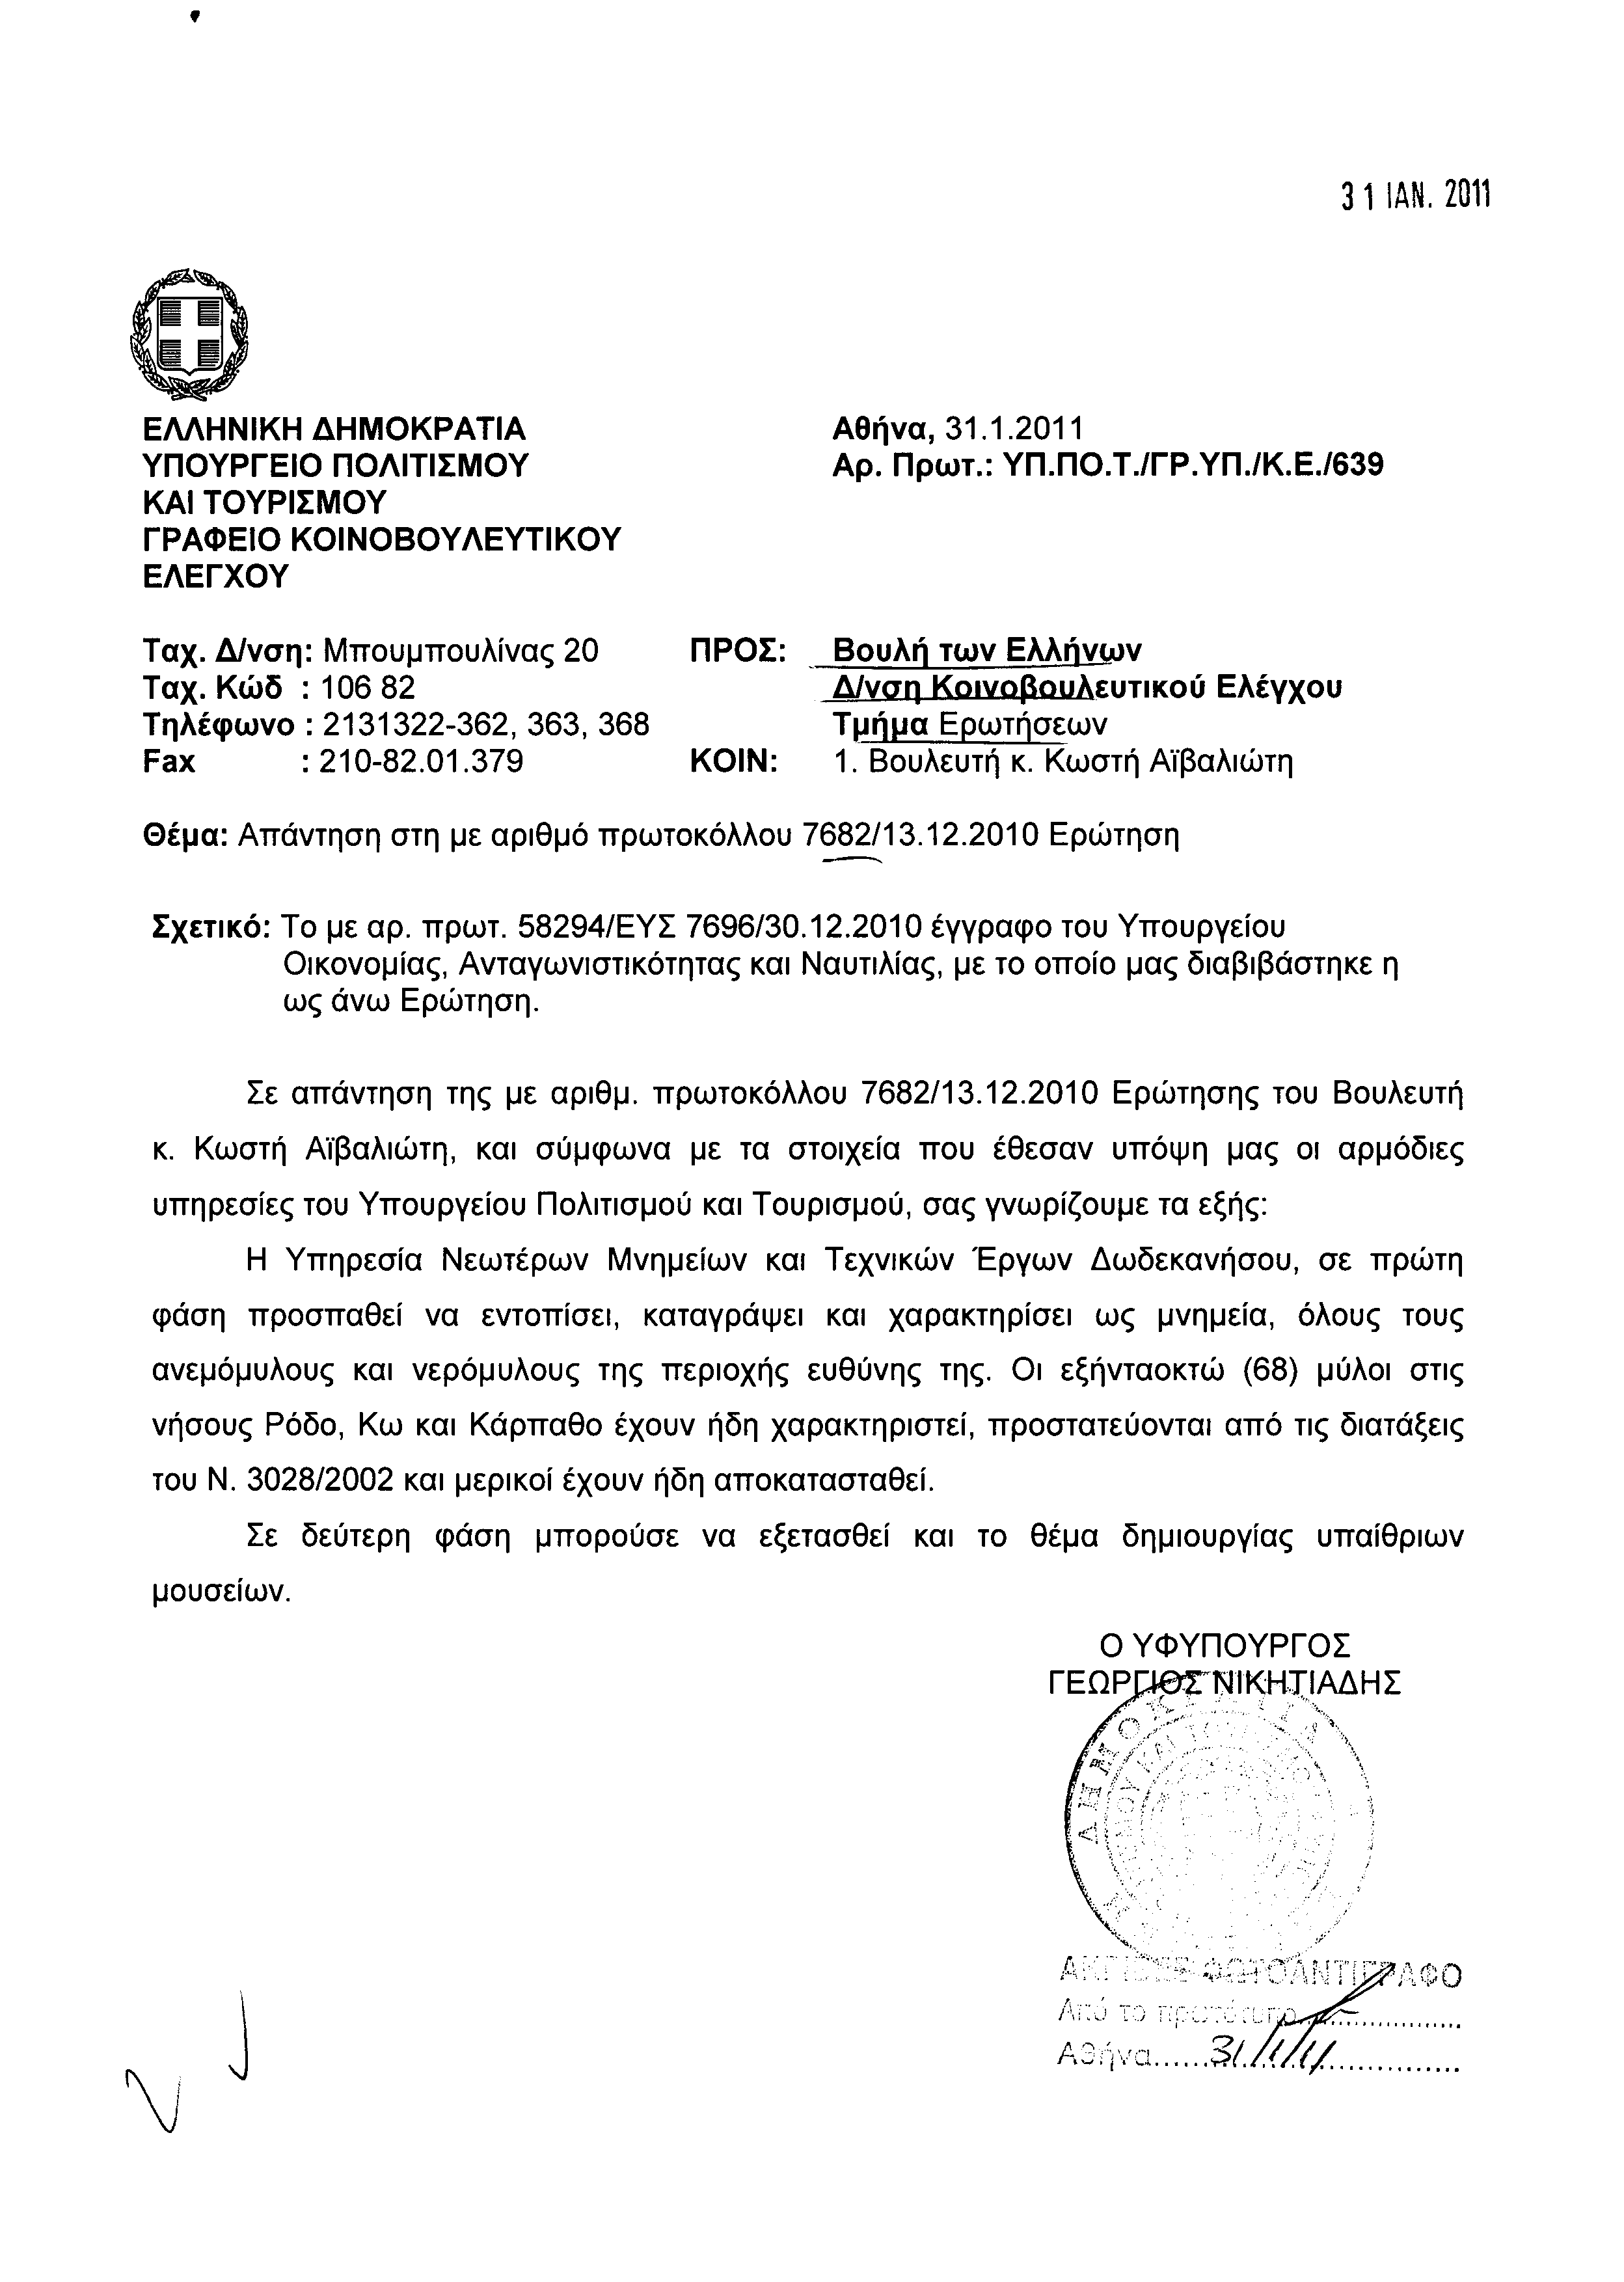 31 ΙΑΝ. 2011
ΕΛΛΗΝΙΚΗ ΔΗΜΟΚΡΑΤΙΑ
ΥΠΟΥΡΓΕΙΟ ΠΟΛΙΤΙΣΜΟΥ
ΚΑΙ ΤΟΥΡΙΣΜΟΥ
ΓΡΑΦΕΙΟ ΚΟΙΝΟΒΟΥΛΕΥΤΙΚΟΥ
ΕΛΕΓΧΟΥ
Αθήνα, 31.1.2011
Αρ. Πρωτ.: ΥΠ.ΠΟ.Τ./ΓΡ.ΥΠ./Κ.Ε./639
Ταχ. Δ/νση: Μπουμπουλίνας 20
Ταχ. Κώδ : 106 82
Τηλέφωνο : 2131322-362, 363, 368
Fax : 210-82.01.379
ΠΡΟΣ: Βουλή των Ελλήνων
Δ/νση Κοινοβουλευτικού Ελέγχου
Τμήμα Ερωτήσεων
ΚΟΙΝ: 1. Βουλευτή κ. Κωστή Αϊβαλιώτη
Θέμα: Απάντηση στη με αριθμό πρωτοκόλλου 7682/13.12.2010 Ερώτηση
Σχετικό: Το με αρ. πρωτ. 58294/ΕΥΣ 7696/30.12.2010 έγγραφο του Υπουργείου
Οικονομίας, Ανταγωνιστικότητας και Ναυτιλίας, με το οποίο μας διαβιβάστηκε η
ως άνω Ερώτηση.
Σε απάντηση της με αριθμ. πρωτοκόλλου 7682/13.12.2010 Ερώτησης του Βουλευτή
κ. Κωστή Αϊβαλιώτη, και σύμφωνα με τα στοιχεία που έθεσαν υπόψη μας οι αρμόδιες
υπηρεσίες του Υπουργείου Πολιτισμού και Τουρισμού, σας γνωρίζουμε τα εξής:
Η Υπηρεσία Νεωτέρων Μνημείων και Τεχνικών Έργων Δωδεκανήσου, σε πρώτη
φάση προσπαθεί να εντοπίσει, καταγράψει και χαρακτηρίσει ως μνημεία, όλους τους
ανεμόμυλους και νερόμυλους της περιοχής ευθύνης της. Οι εξήνταοκτώ (68) μύλοι στις
νήσους Ρόδο, Κω και Κάρπαθο έχουν ήδη χαρακτηριστεί, προστατεύονται από τις διατάξεις
του Ν. 3028/2002 και μερικοί έχουν ήδη αποκατασταθεί.
Σε δεύτερη φάση μπορούσε να εξετασθεί και το θέμα δημιουργίας υπαίθριων
μουσείων.
Ο ΥΦΥΠΟΥΡΓΟΣ
ΓΕΩΡΓΙΟΣ ΝΙΚΗΤΙΑΔΗΣ
ΔΗΜΟΚΡΑΤΙΑ
ΑΚΡΙΒΕΣ ΦΩΤΟΑΝΤΙΓΡΑΦΟ
Από το πρωτότυπο
Αθήνα......31/1/11